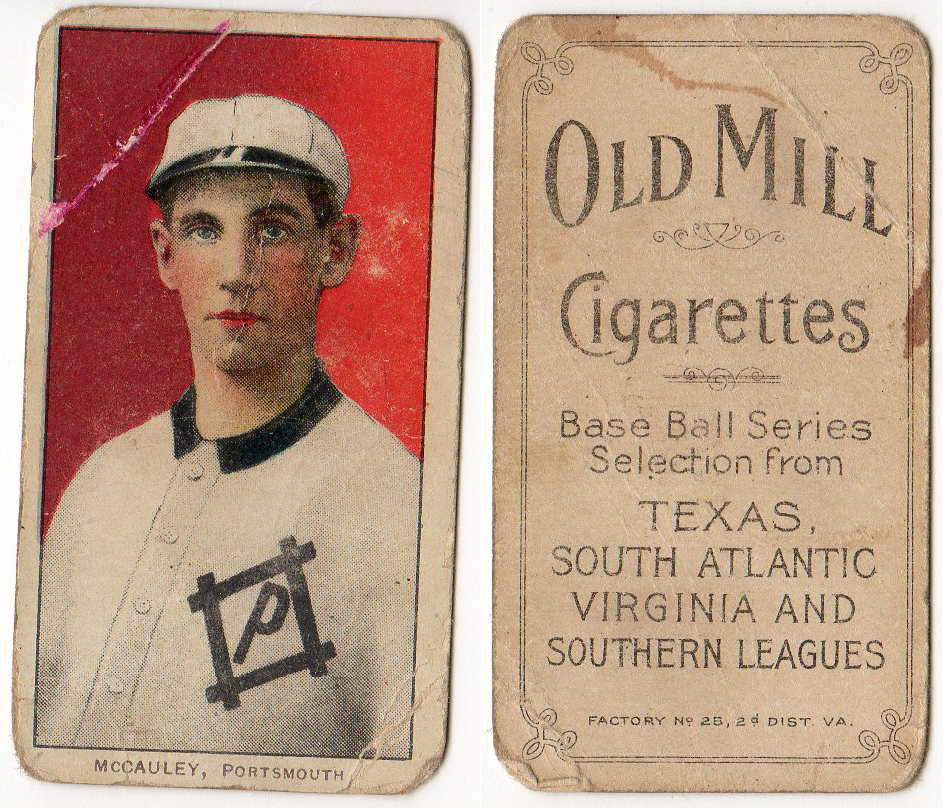 P
McCAULEY, PORTSMOUTH
OLD MILL
Cigarettes
Base Ball Series
Selection from
TEXAS,
SOUTH ATLANTIC
VIRGINIA AND
SOUTHERN LEAGUES
FACTORY Nº 25, 2d DIST. VA.